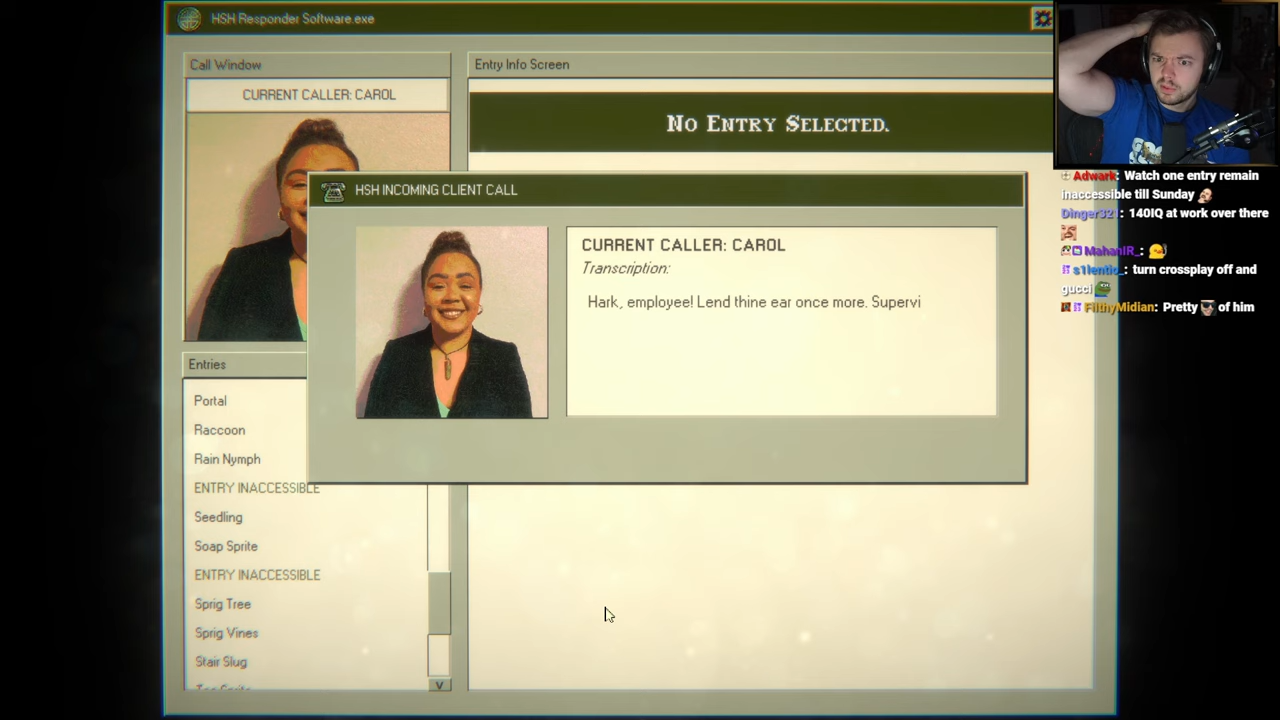 HSH Responder Software.exe
Call Window
CURRENT CALLER: CAROL
Entry Info Screen
No Entry Selected.
HSH INCOMING CLIENT CALL
CURRENT CALLER: CAROL
Transcription:
Hark, employee! Lend thine ear once more. Supervi
Entries
Portal
Raccoon
Rain Nymph
ENTRY INACCESSIBLE
Seedling
Soap Sprite
ENTRY INACCESSIBLE
Sprig Tree
Sprig Vines
Stair Slug
Adwark: Watch one entry remain
inaccessible till Sunday
Dinger321: 140IQ at work over there
MahanIR_:
s1lentio_: turn crossplay off and
gucci
FilthyMidian: Pretty of him